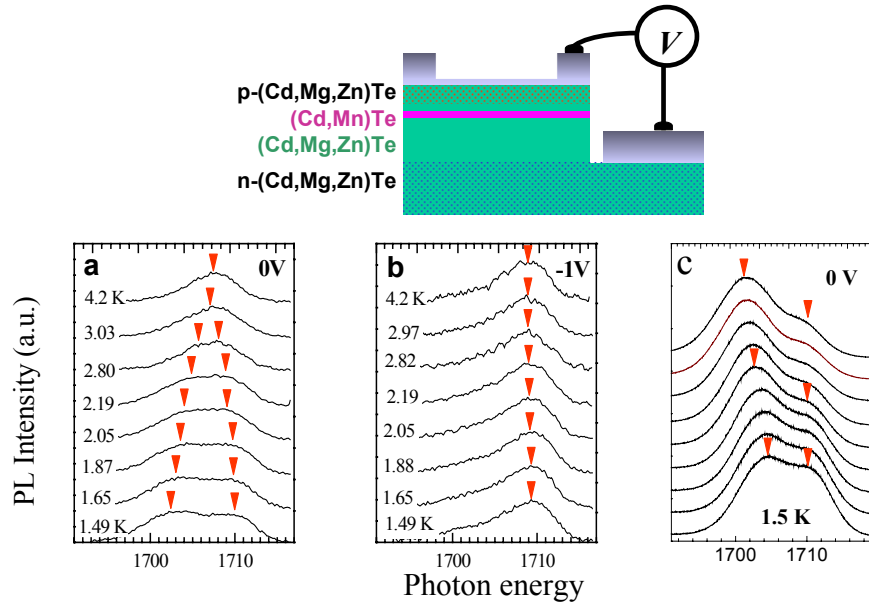 V
p-(Cd,Mg,Zn)Te
(Cd,Mn)Te
(Cd,Mg,Zn)Te
n-(Cd,Mg,Zn)Te
PL Intensity (a.u.)
a 0V
4.2 K
3.03
2.80
2.19
2.05
1.87
1.65
1.49 K
1700 1710
b -1V
4.2 K
2.97
2.82
2.19
2.05
1.88
1.65
1.49 K
1700 1710
c 0 V
1.5 K
1700 1710
Photon energy